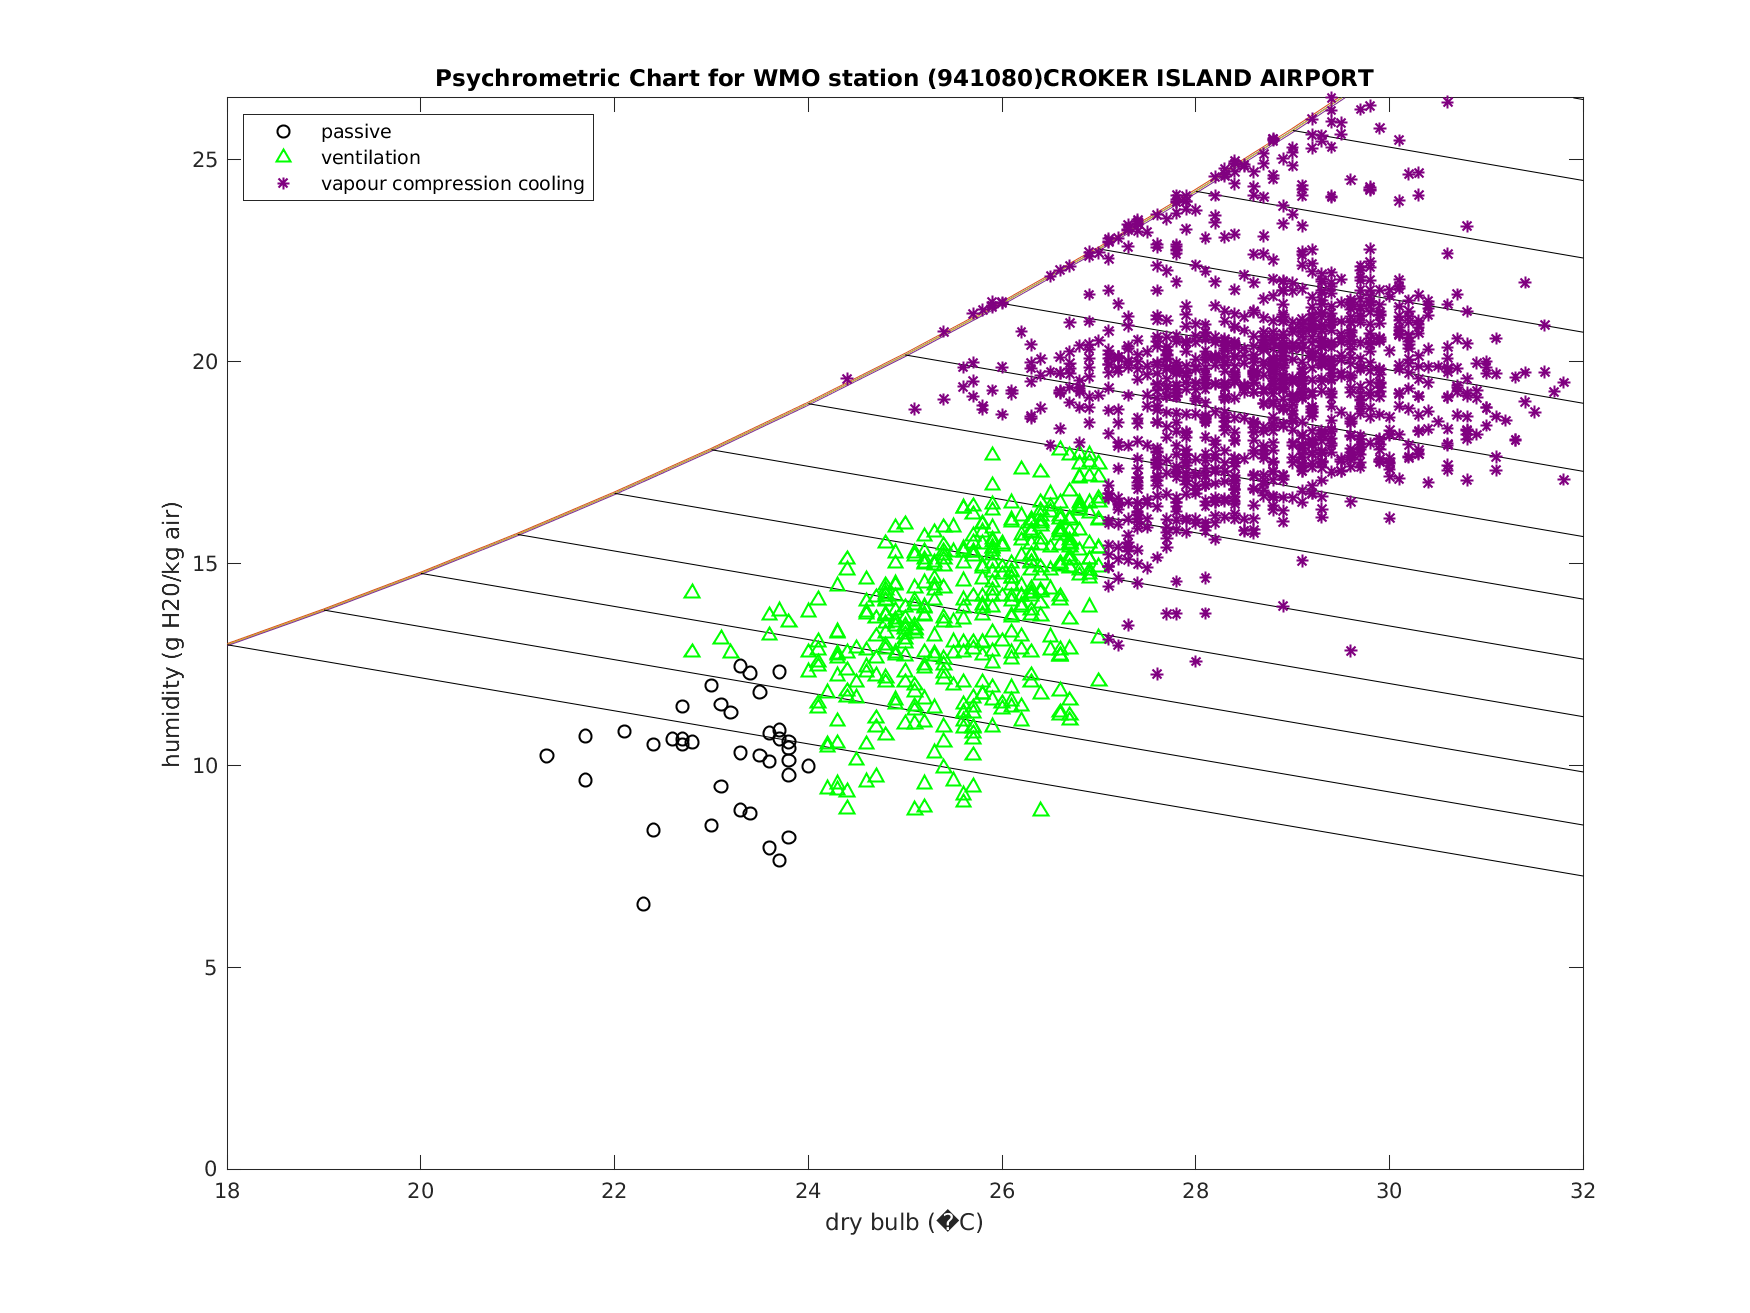 Psychrometric Chart for WMO station (941080)CROKER ISLAND AIRPORT
passive
ventilation
vapour compression cooling
25
20
15
10
5
0
humidity (g H20/kg air)
18 20 22 24 26 28 30 32
dry bulb (�C)